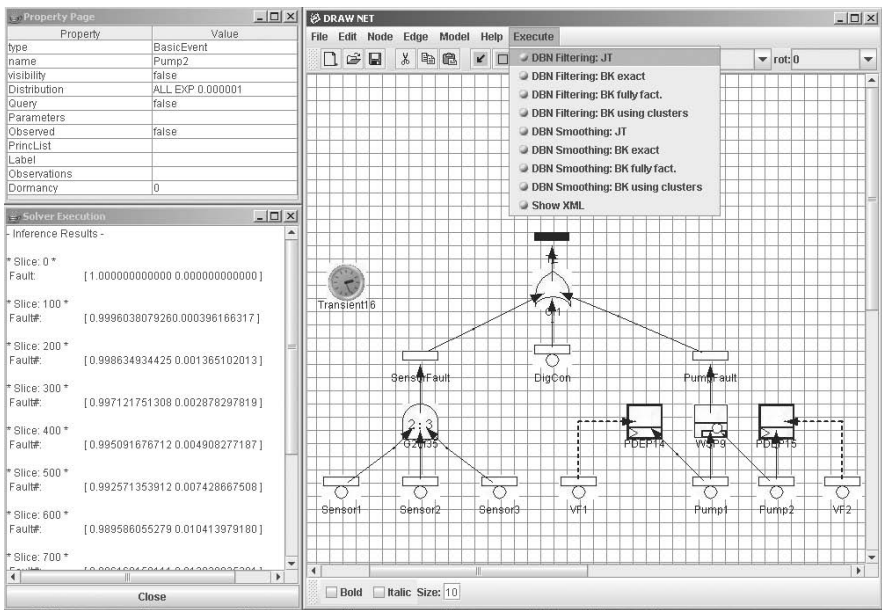 Property Page
Property Value
type BasicEvent
name Pump2
visibility false
Distribution ALL EXP 0.000001
Query false
Parameters
Observed false
PrincList
Label
Observations
Dormancy 0
Solver Execution
- Inference Results -
* Slice: 0 *
Fault: [ 1.000000000000 0.000000000000 ]
* Slice: 100 *
Fault#: [ 0.9996038079260.000396166317 ]
* Slice: 200 *
Fault#: [ 0.998634934425 0.001365102013 ]
* Slice: 300 *
Fault#: [ 0.997121751308 0.002878297819 ]
* Slice: 400 *
Fault#: [ 0.995091676712 0.004908277187 ]
* Slice: 500 *
Fault#: [ 0.992571353912 0.007428667508 ]
* Slice: 600 *
Fault#: [ 0.989586055279 0.010413979180 ]
* Slice: 700 *
Close
DRAW NET
File Edit Node Edge Model Help Execute
rot: 0
DBN Filtering: JT
DBN Filtering: BK exact
DBN Filtering: BK fully fact.
DBN Filtering: BK using clusters
DBN Smoothing: JT
DBN Smoothing: BK exact
DBN Smoothing: BK fully fact.
DBN Smoothing: BK using clusters
Show XML
TE
Transient16
SensorFault DigCon PumpFault
2 : 3
PDEP14 WSP9 PDEP15
Sensor1 Sensor2 Sensor3 VF1 Pump1 Pump2 VF2
Bold Italic Size: 10